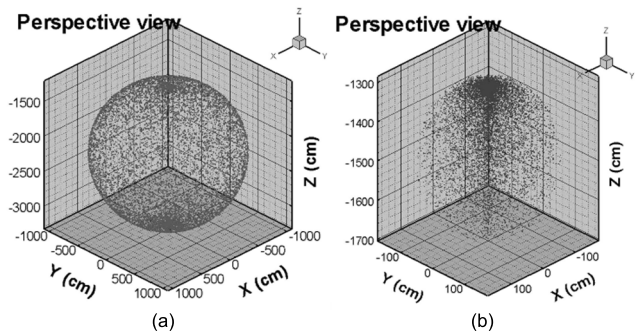 Perspective view
Z
X
Y
-1500
-2000
-2500
-3000
-1000
-500
0
500
1000
Y (cm)
1000
500
0
-500
-1000
X (cm)
Z (cm)
(a)
Perspective view
Z
X
Y
-1300
-1400
-1500
-1600
-1700
-100
0
100
Y (cm)
100
0
-100
X (cm)
Z (cm)
(b)